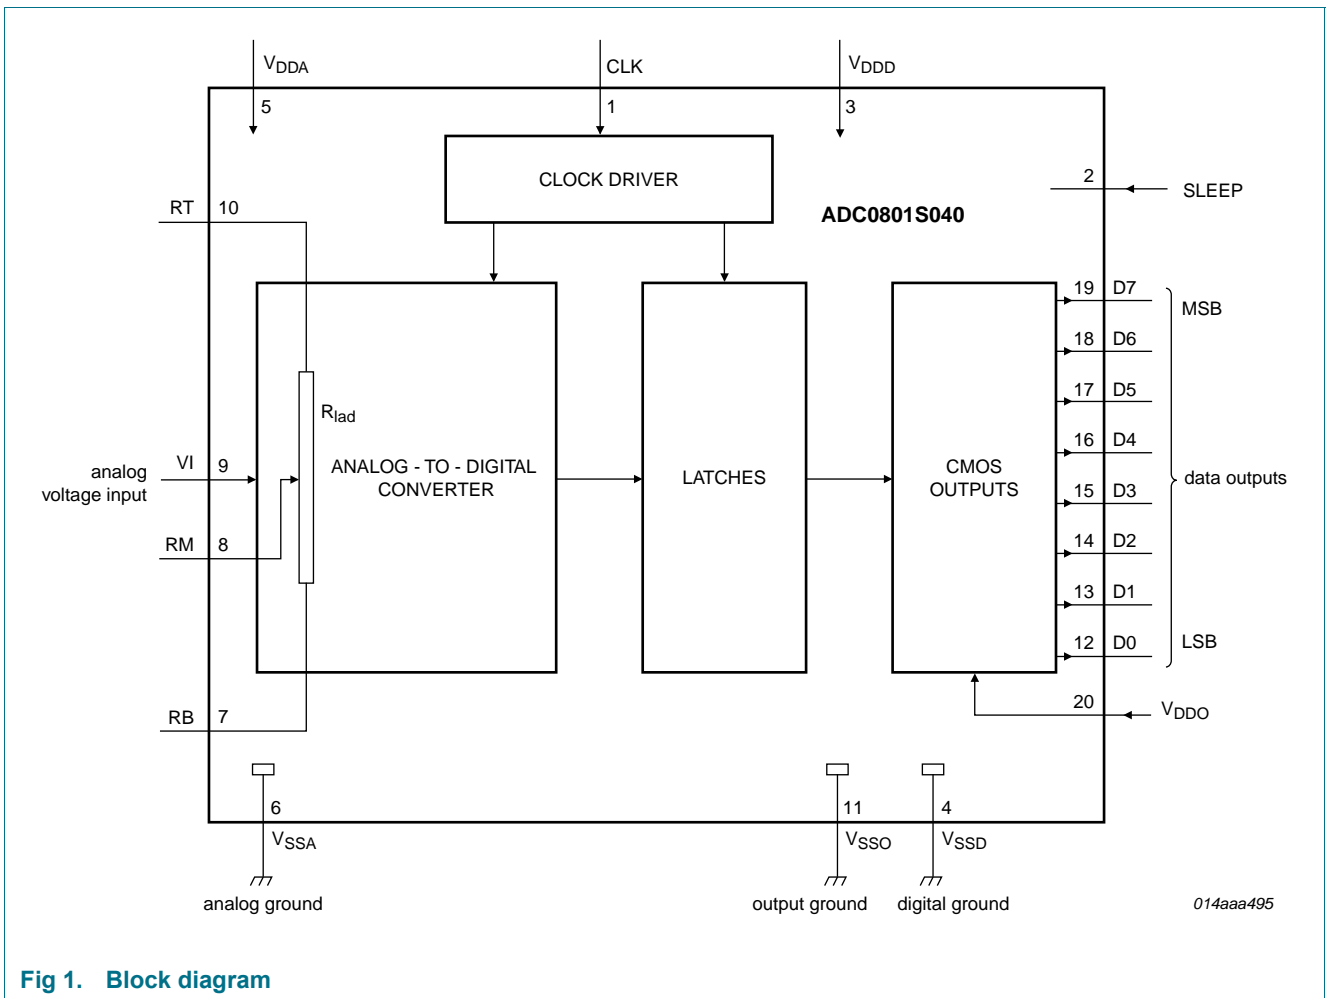 VDDA
CLK
VDDD
5
1
3
CLOCK DRIVER
2
SLEEP
ADC0801S040
RT
10
19
D7
MSB
18
D6
17
D5
Rlad
16
D4
VI
9
analog
voltage input
ANALOG - TO - DIGITAL
CONVERTER
LATCHES
CMOS
OUTPUTS
data outputs
15
D3
RM
8
14
D2
13
D1
12
D0
LSB
RB
7
20
VDDO
6
11
4
VSSA
VSSO
VSSD
analog ground
output ground
digital ground
014aaa495
Fig 1. Block diagram